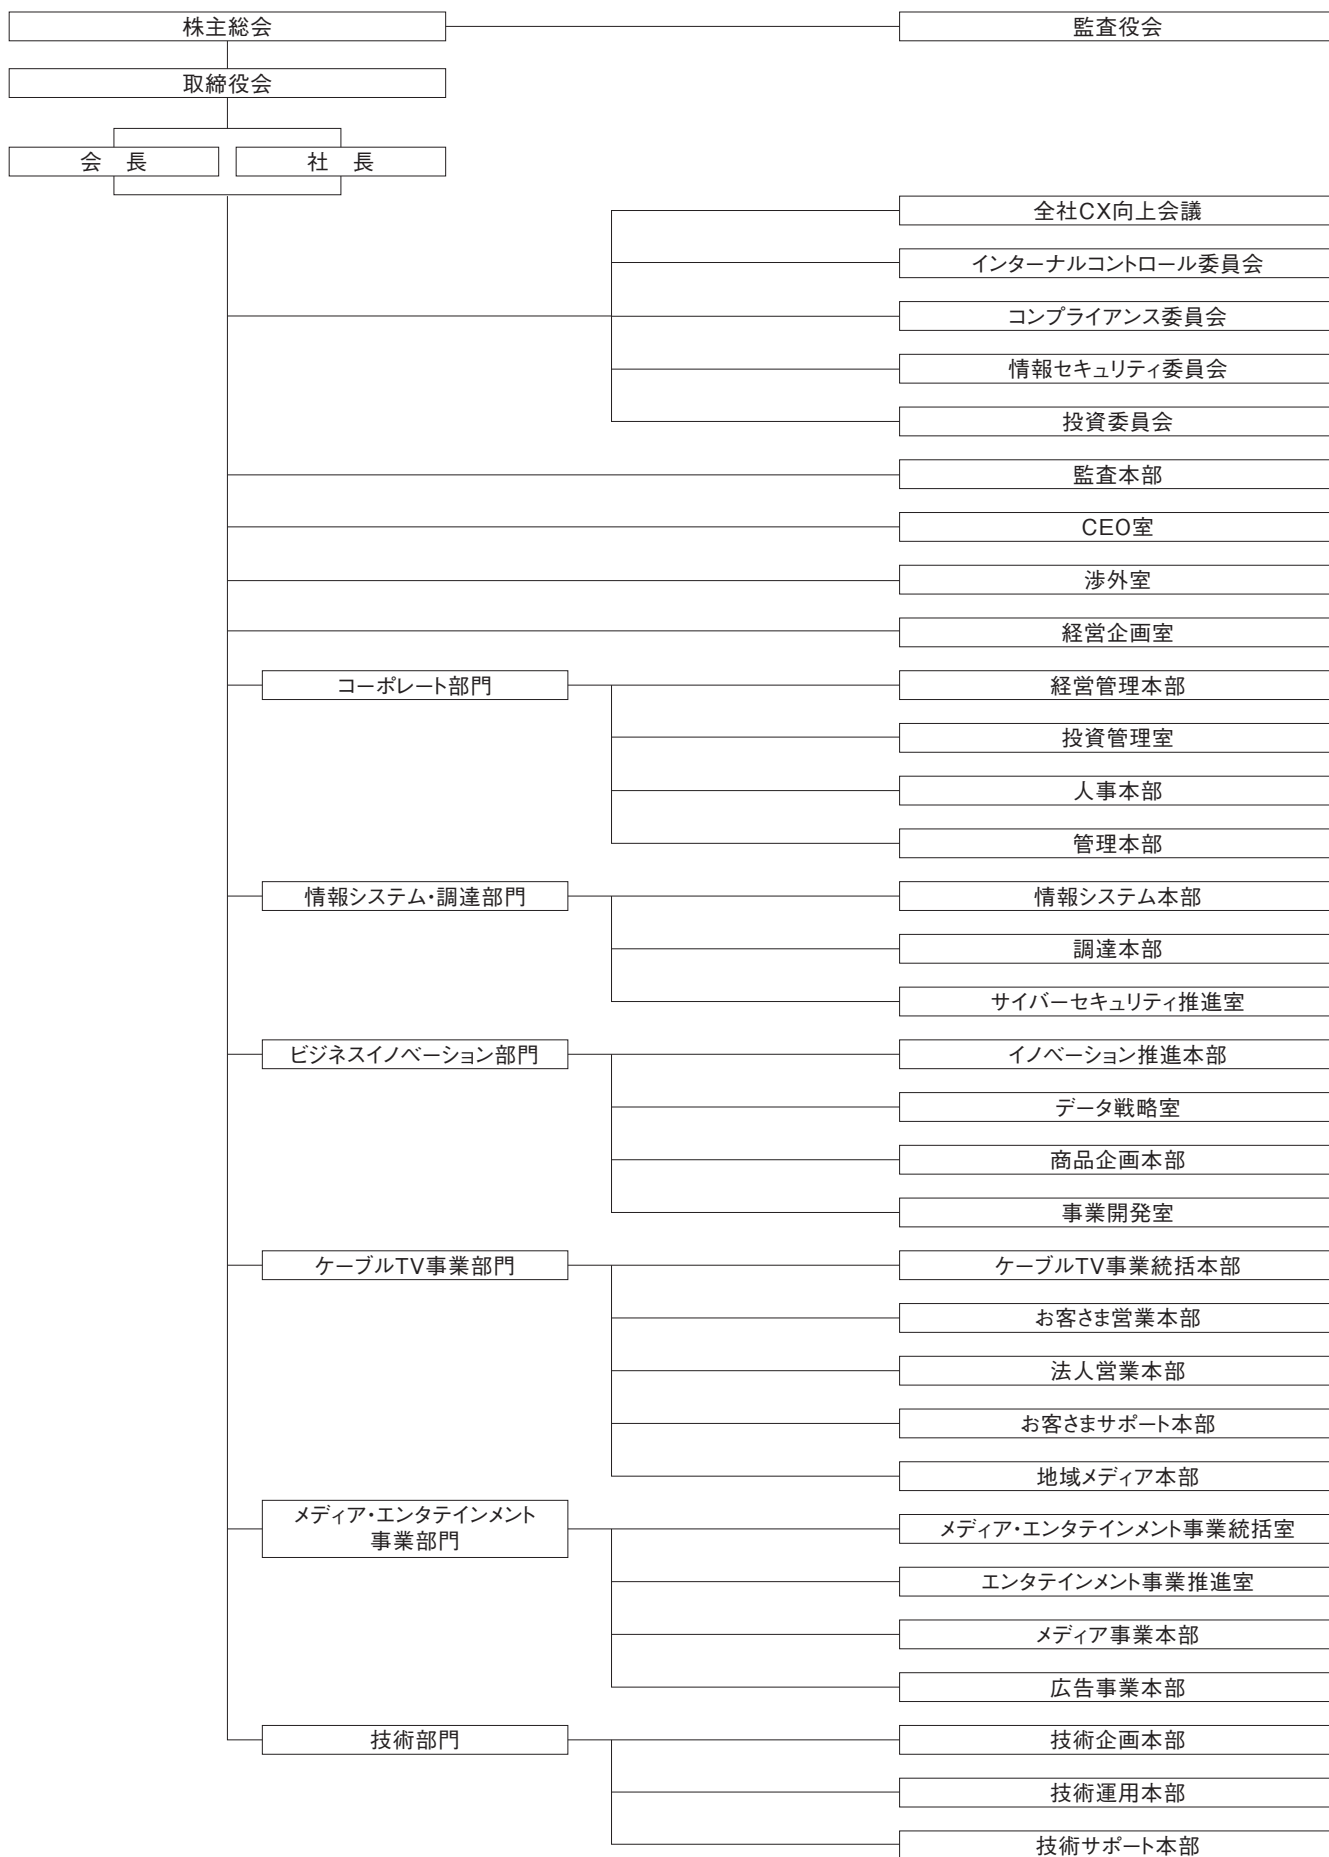 株主総会
監査役会
取締役会
会　長
社　長
全社CX向上会議
インターナルコントロール委員会
コンプライアンス委員会
情報セキュリティ委員会
投資委員会
監査本部
CEO室
渉外室
経営企画室
コーポレート部門
経営管理本部
投資管理室
人事本部
管理本部
情報システム・調達部門
情報システム本部
調達本部
サイバーセキュリティ推進室
ビジネスイノベーション部門
イノベーション推進本部
データ戦略室
商品企画本部
事業開発室
ケーブルTV事業部門
ケーブルTV事業統括本部
お客さま営業本部
法人営業本部
お客さまサポート本部
地域メディア本部
メディア・エンタテインメント
事業部門
メディア・エンタテインメント事業統括室
エンタテインメント事業推進室
メディア事業本部
広告事業本部
技術部門
技術企画本部
技術運用本部
技術サポート本部